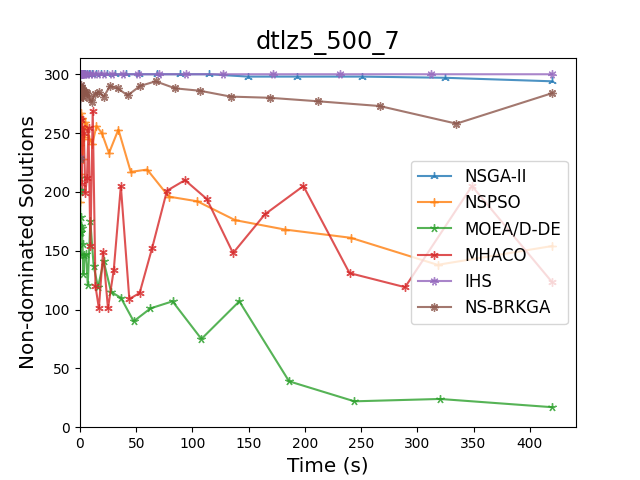 dtlz5_500_7
Non-dominated Solutions
300
250
200
150
100
50
0
NSGA-II
NSPSO
MOEA/D-DE
MHACO
IHS
NS-BRKGA
0
50
100
150
200
250
300
350
400
Time (s)